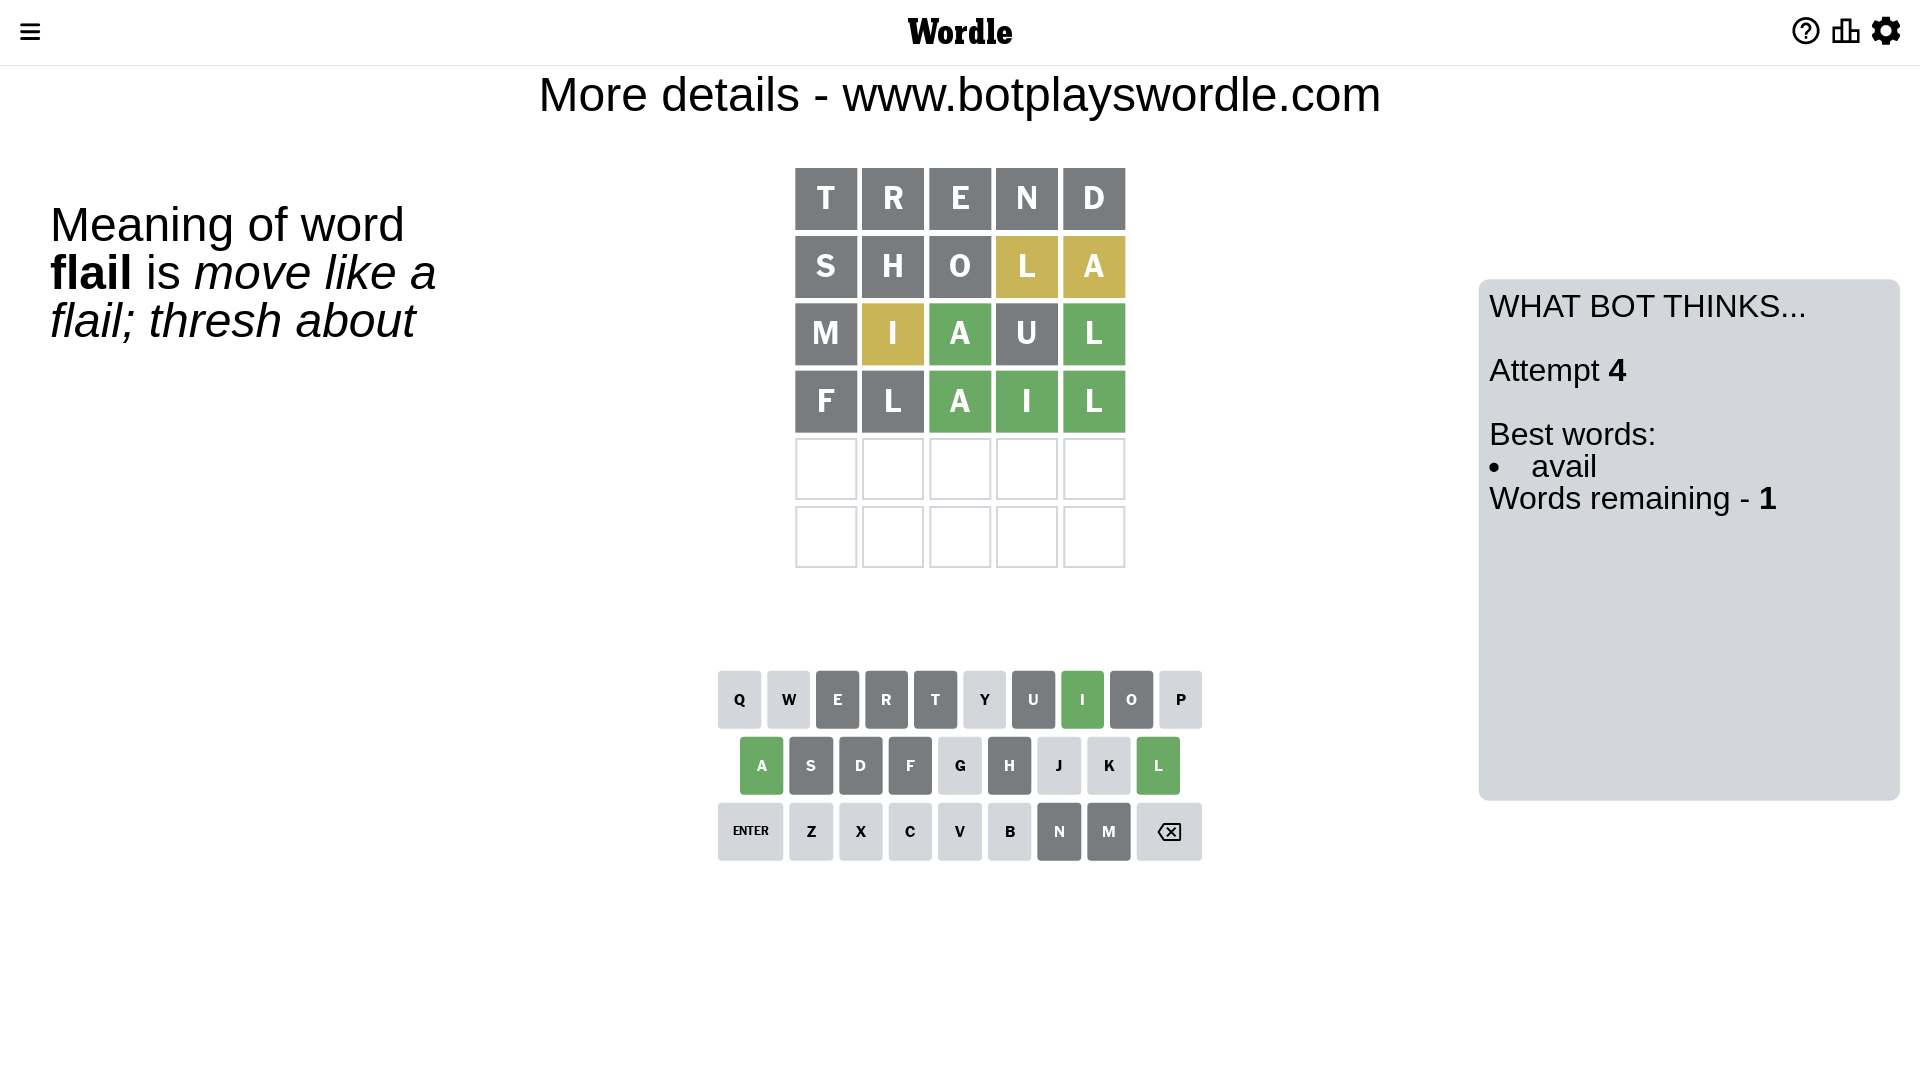 Wordle
More details - www.botplayswordle.com
Meaning of word
flail is move like a
flail; thresh about
T R E N D
S H O L A
M I A U L
F L A I L
WHAT BOT THINKS...
Attempt 4
Best words:
• avail
Words remaining - 1
Q W E R T Y U I O P
A S D F G H J K L
ENTER Z X C V B N M